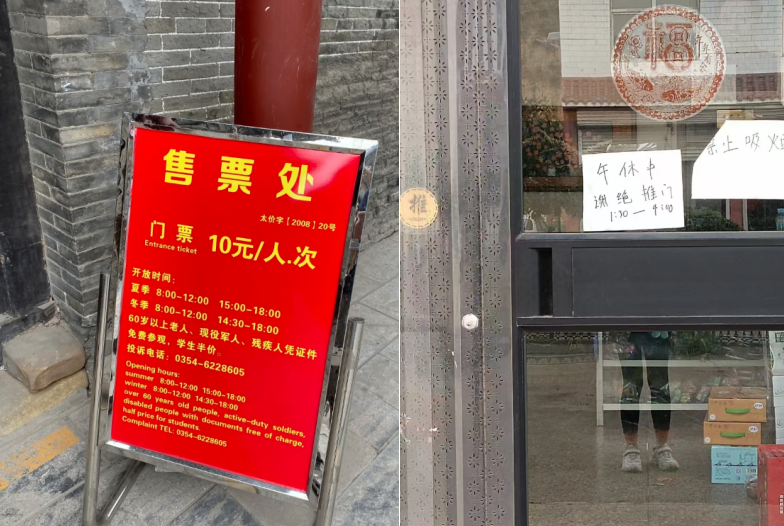 售票处
太价字【2008】20号
门票 10元/人.次
Entrance ticket
开放时间:
夏季 8:00-12:00 15:00-18:00
冬季 8:00-12:00 14:30-18:00
60岁以上老人、现役军人、残疾人凭证件
免费参观,学生半价。
投诉电话:0354-6228605
Opening hours:
summer 8:00-12:00 15:00-18:00
winter 8:00-12:00 14:30-18:00
over 60 years old people, active-duty soldiers,
disabled people with documents free of charge,
half price for students.
Complaint TEL: 0354-6228605
福
推
午休中
谢绝推门
1:30—4:30
禁止吸烟